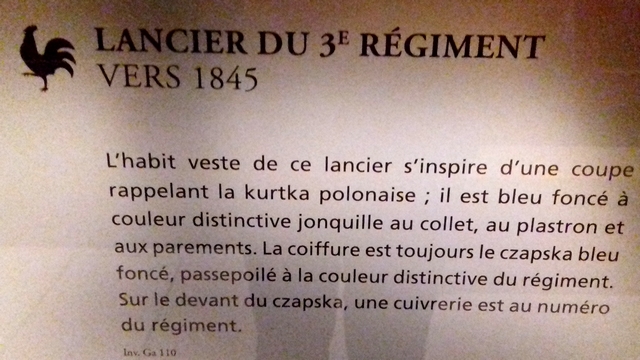 LANCIER DU 3E RÉGIMENT
VERS 1845
L'habit veste de ce lancier s'inspire d'une coupe
rappelant la kurtka polonaise ; il est bleu foncé à
couleur distinctive jonquille au collet, au plastron et
aux parements. La coiffure est toujours le czapska bleu
foncé, passepoilé à la couleur distinctive du régiment.
Sur le devant du czapska, une cuivrerie est au numéro
du régiment.
Inv. Ga 110